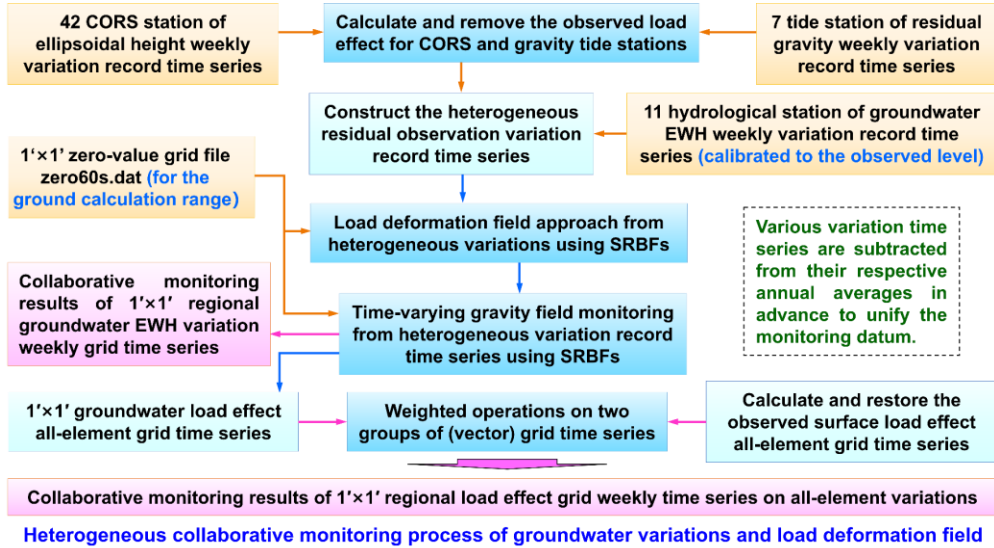 42 CORS station of
ellipsoidal height weekly
variation record time series
Calculate and remove the observed load
effect for CORS and gravity tide stations
7 tide station of residual
gravity weekly variation
record time series
Construct the heterogeneous
residual observation variation
record time series
11 hydrological station of groundwater
EWH weekly variation record time
series (calibrated to the observed level)
1‘×1’ zero-value grid file
zero60s.dat (for the
ground calculation range)
Load deformation field approach from
heterogeneous variations using SRBFs
Various variation time
series are subtracted
from their respective
annual averages in
advance to unify the
monitoring datum.
Collaborative monitoring
results of 1′×1′ regional
groundwater EWH variation
weekly grid time series
Time-varying gravity field monitoring
from heterogeneous variation record
time series using SRBFs
1′×1′ groundwater load effect
all-element grid time series
Weighted operations on two
groups of (vector) grid time series
Calculate and restore the
observed surface load effect
all-element grid time series
Collaborative monitoring results of 1′×1′ regional load effect grid weekly time series on all-element variations
Heterogeneous collaborative monitoring process of groundwater variations and load deformation field